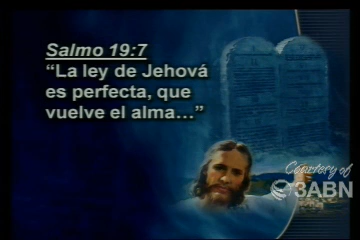 Salmo 19:7
“La ley de Jehová
es perfecta, que
vuelve el alma…”
Courtesy of
3ABN